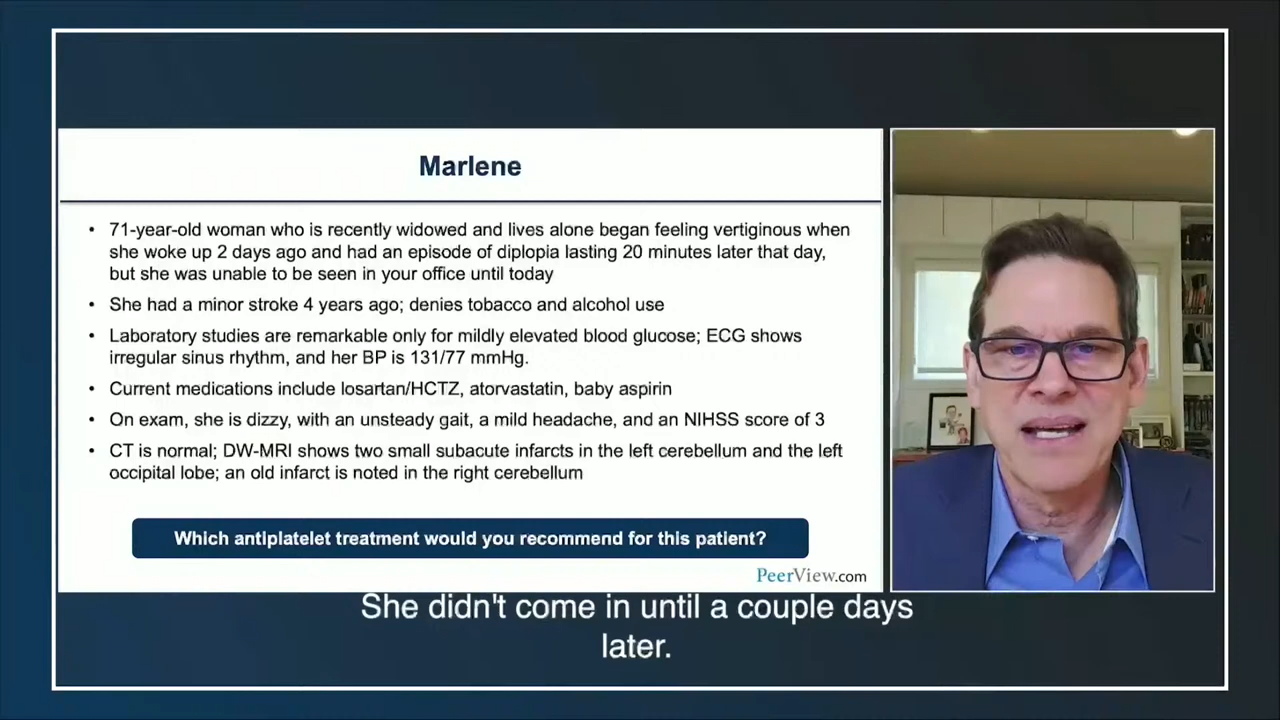 Marlene
• 71-year-old woman who is recently widowed and lives alone began feeling vertiginous when
she woke up 2 days ago and had an episode of diplopia lasting 20 minutes later that day,
but she was unable to be seen in your office until today
• She had a minor stroke 4 years ago; denies tobacco and alcohol use
• Laboratory studies are remarkable only for mildly elevated blood glucose; ECG shows
irregular sinus rhythm, and her BP is 131/77 mmHg.
• Current medications include losartan/HCTZ, atorvastatin, baby aspirin
• On exam, she is dizzy, with an unsteady gait, a mild headache, and an NIHSS score of 3
• CT is normal; DW-MRI shows two small subacute infarcts in the left cerebellum and the left
occipital lobe; an old infarct is noted in the right cerebellum
Which antiplatelet treatment would you recommend for this patient?
PeerView.com
She didn't come in until a couple days
later.